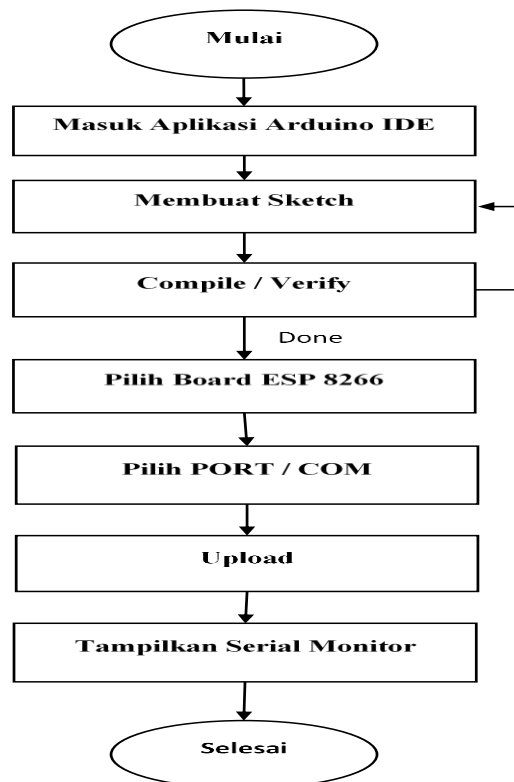 Mulai
Masuk Aplikasi Arduino IDE
Membuat Sketch
Compile / Verify
Done
Pilih Board ESP 8266
Pilih PORT / COM
Upload
Tampilkan Serial Monitor
Selesai